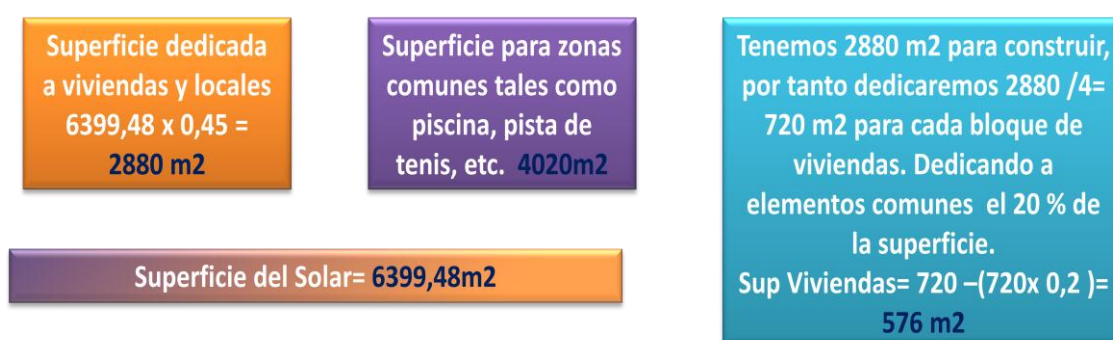 Superficie dedicada
a viviendas y locales
6399,48 x 0,45 =
2880 m2
Superficie para zonas
comunes tales como
piscina, pista de
tenis, etc. 4020m2
Superficie del Solar= 6399,48m2
Tenemos 2880 m2 para construir,
por tanto dedicaremos 2880 /4=
720 m2 para cada bloque de
viviendas. Dedicando a
elementos comunes el 20 % de
la superficie.
Sup Viviendas= 720 –(720x 0,2 )=
576 m2